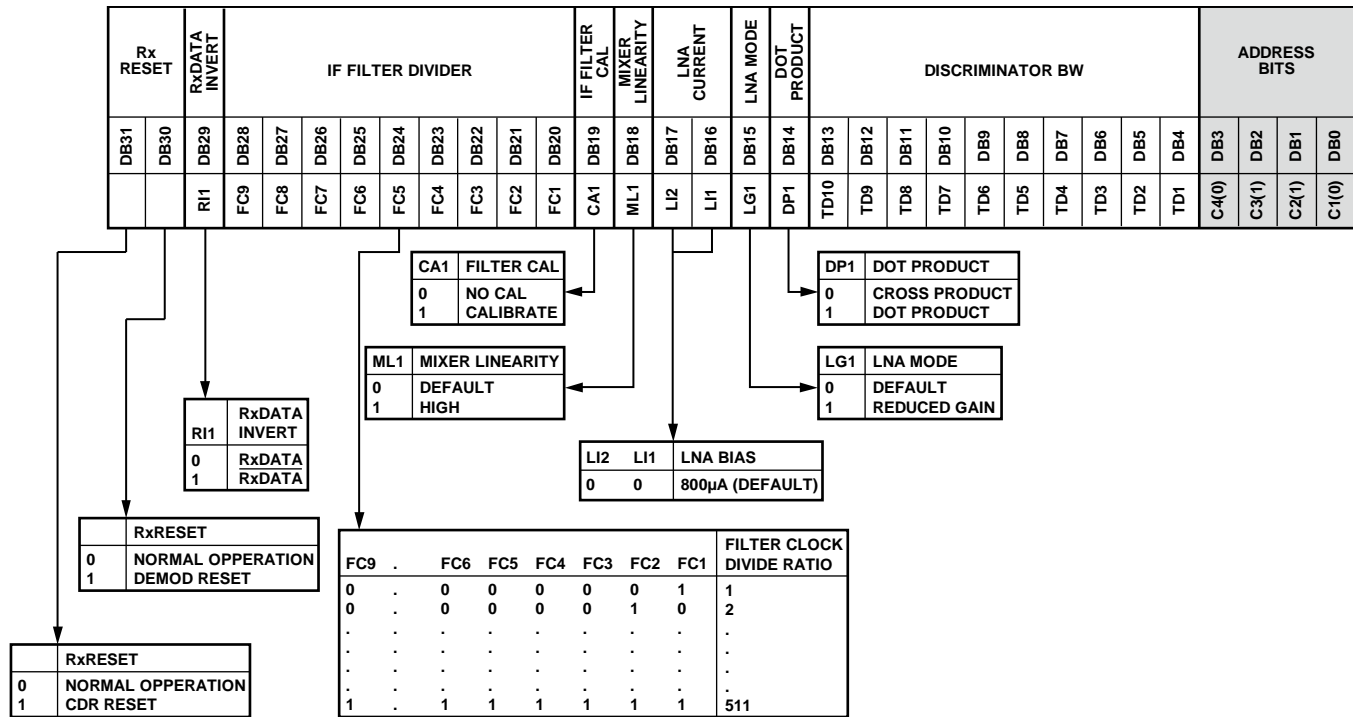 Rx
RESET
RxDATA
INVERT
IF FILTER DIVIDER
IF FILTER
CAL
MIXER
LINEARITY
LNA
CURRENT
LNA MODE
DOT
PRODUCT
DISCRIMINATOR BW
ADDRESS
BITS
DB31 DB30 DB29 DB28 DB27 DB26 DB25 DB24 DB23 DB22 DB21 DB20 DB19 DB18 DB17 DB16 DB15 DB14 DB13 DB12 DB11 DB10 DB9 DB8 DB7 DB6 DB5 DB4 DB3 DB2 DB1 DB0
RI1 FC9 FC8 FC7 FC6 FC5 FC4 FC3 FC2 FC1 CA1 ML1 LI2 LI1 LG1 DP1 TD10 TD9 TD8 TD7 TD6 TD5 TD4 TD3 TD2 TD1 C4(0) C3(1) C2(1) C1(0)
CA1 FILTER CAL
0 NO CAL
1 CALIBRATE
DP1 DOT PRODUCT
0 CROSS PRODUCT
1 DOT PRODUCT
ML1 MIXER LINEARITY
0 DEFAULT
1 HIGH
LG1 LNA MODE
0 DEFAULT
1 REDUCED GAIN
RI1 RxDATA
INVERT
0 RxDATA
1 RxDATA
LI2 LI1 LNA BIAS
0 0 800µA (DEFAULT)
RxRESET
0 NORMAL OPPERATION
1 DEMOD RESET
FC9 . FC6 FC5 FC4 FC3 FC2 FC1 FILTER CLOCK
DIVIDE RATIO
0 . 0 0 0 0 0 1 1
0 . 0 0 0 0 1 0 2
. . . . . . . . .
. . . . . . . . .
. . . . . . . . .
. . . . . . . . .
1 . 1 1 1 1 1 1 511
RxRESET
0 NORMAL OPPERATION
1 CDR RESET